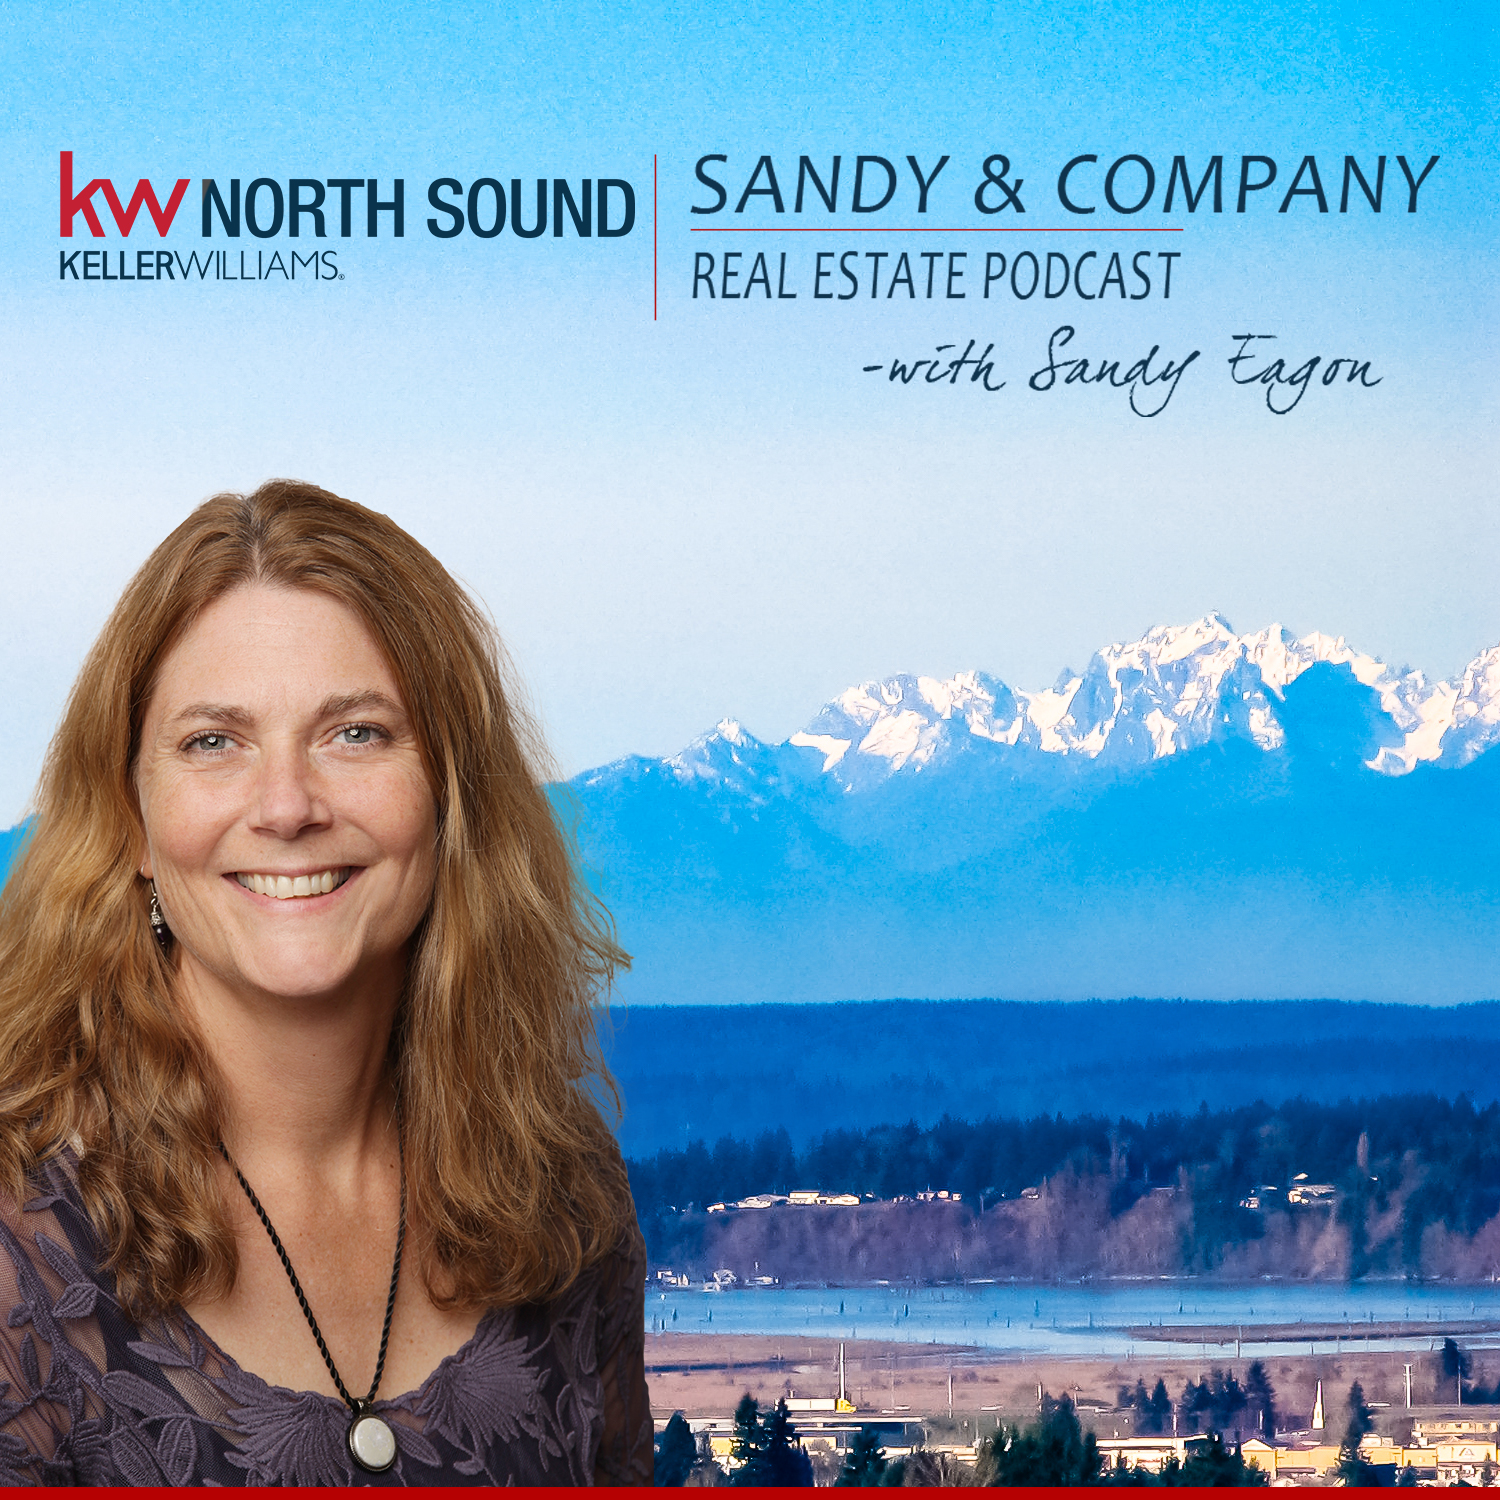 kw NORTH SOUND
KELLERWILLIAMS®
SANDY & COMPANY
REAL ESTATE PODCAST
-with Sandy Eagon